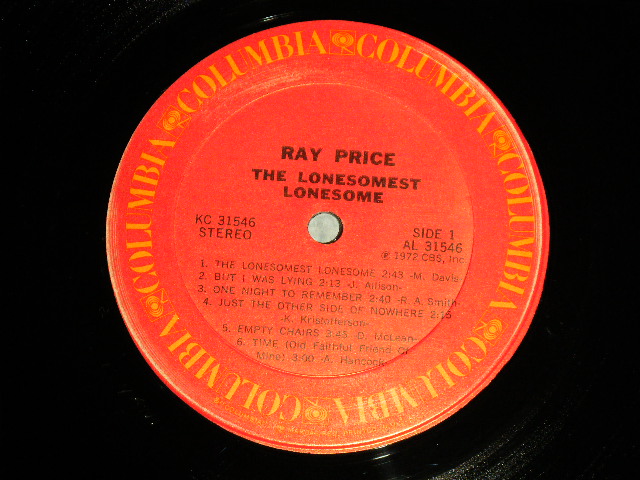 COLUMBIA COLUMBIA COLUMBIA COLUMBIA COLUMBIA COLUMBIA
RAY PRICE
THE LONESOMEST
LONESOME
KC 31546
STEREO
SIDE 1
AL 31546
℗ 1972 CBS, Inc
1. THE LONESOMEST LONESOME 2:43 -M. Davis
2. BUT I WAS LYING 2:13 -J. Allison-
3. ONE NIGHT TO REMEMBER 2:40 -R.A. Smith-
4. JUST THE OTHER SIDE OF NOWHERE 2:15
-K. Kristofferson-
5. EMPTY CHAIRS 3:43 -D. McLean-
6. TIME (Old Faithful Friend Of
Mine) 3:00 -A. Hancock-